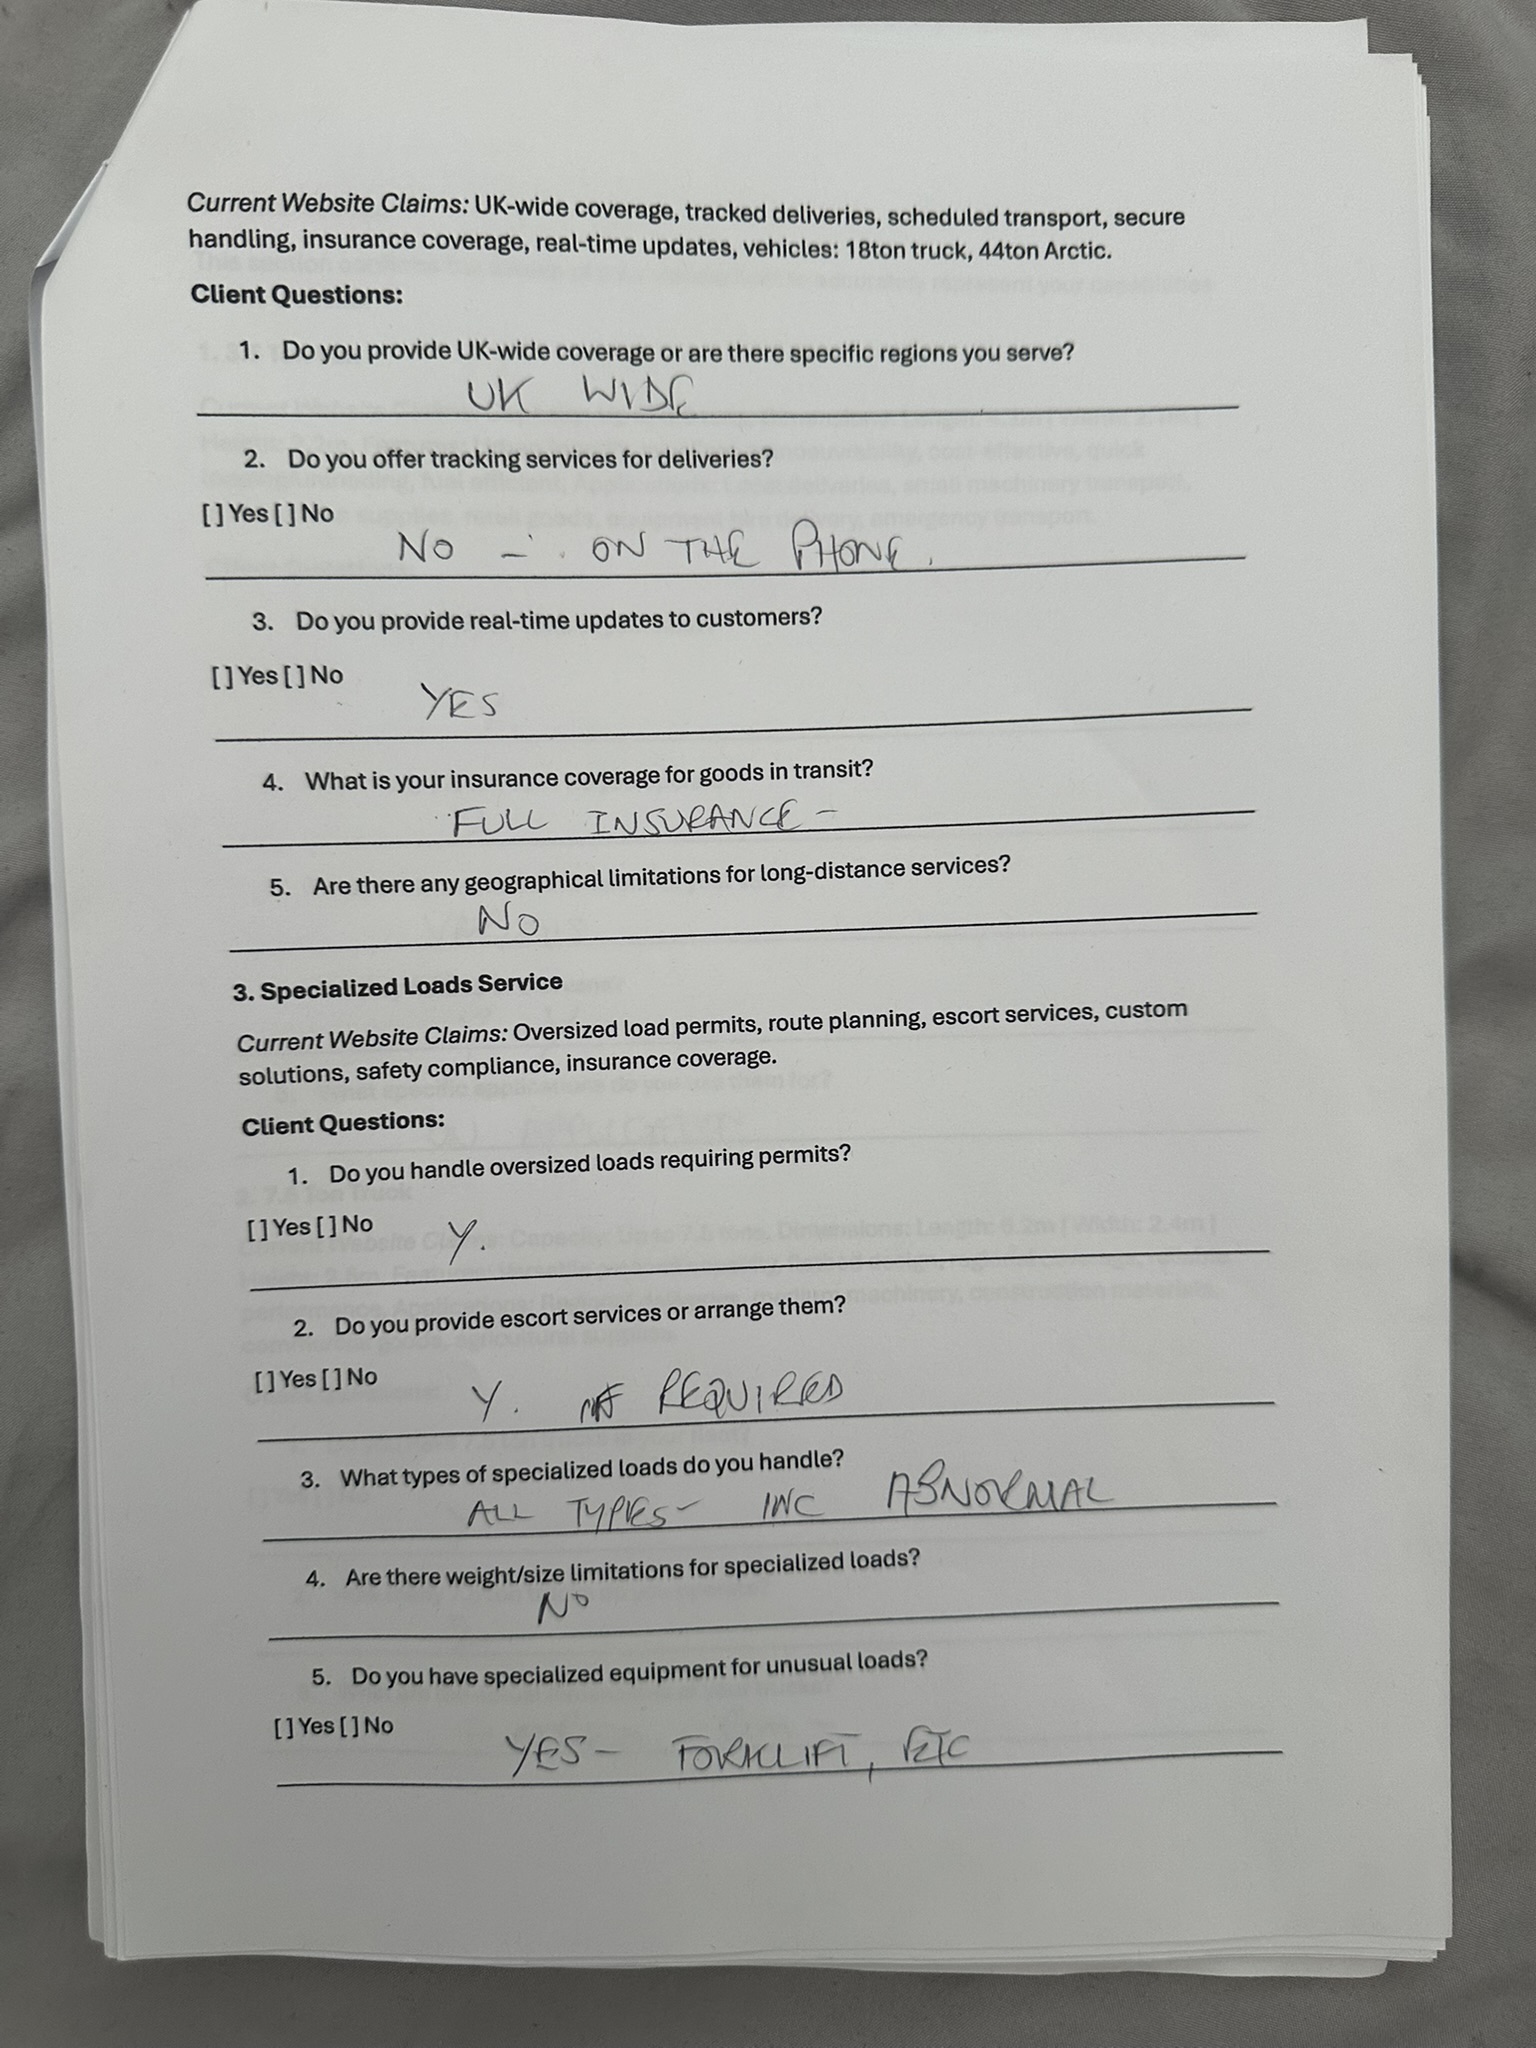 Current Website Claims: UK-wide coverage, tracked deliveries, scheduled transport, secure
handling, insurance coverage, real-time updates, vehicles: 18ton truck, 44ton Arctic.
Client Questions:
1. Do you provide UK-wide coverage or are there specific regions you serve?
UK WIDE
2. Do you offer tracking services for deliveries?
[ ] Yes [ ] No
NO - ON THE PHONE.
3. Do you provide real-time updates to customers?
[ ] Yes [ ] No
YES
4. What is your insurance coverage for goods in transit?
FULL INSURANCE -
5. Are there any geographical limitations for long-distance services?
NO
3. Specialized Loads Service
Current Website Claims: Oversized load permits, route planning, escort services, custom
solutions, safety compliance, insurance coverage.
Client Questions:
1. Do you handle oversized loads requiring permits?
[ ] Yes [ ] No
Y.
2. Do you provide escort services or arrange them?
[ ] Yes [ ] No
Y. REQUIRED
3. What types of specialized loads do you handle?
ALL TYPES - INC ABNORMAL
4. Are there weight/size limitations for specialized loads?
NO
5. Do you have specialized equipment for unusual loads?
[ ] Yes [ ] No
YES - FORKLIFT, ETC